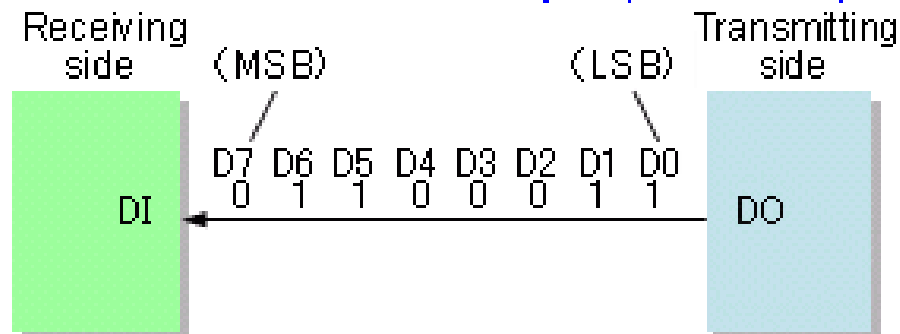 Receiving side
Transmitting side
(MSB)
(LSB)
D7 D6 D5 D4 D3 D2 D1 D0
0 1 1 0 0 0 1 1
DI
DO